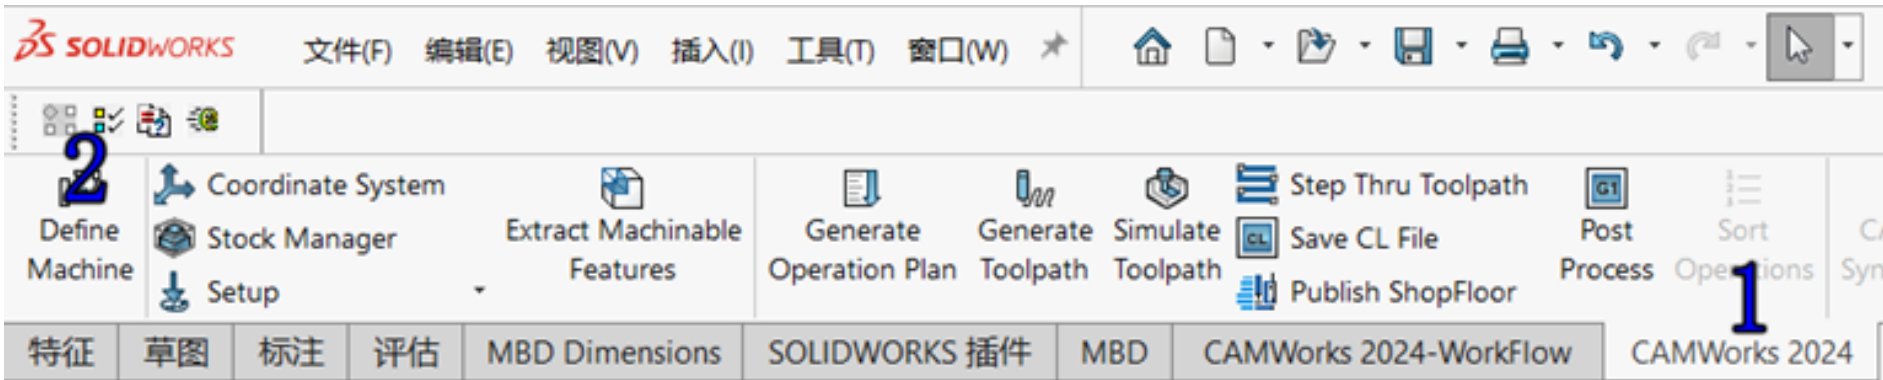 SOLIDWORKS 文件(F) 编辑(E) 视图(V) 插入(I) 工具(T) 窗口(W)
2
Define
Machine
Coordinate System
Stock Manager
Setup
Extract Machinable
Features
Generate
Operation Plan
Generate
Toolpath
Simulate
Toolpath
Step Thru Toolpath
CL Save CL File
Publish ShopFloor
G1
Post
Process
Sort
Operations
1
特征 草图 标注 评估 MBD Dimensions SOLIDWORKS 插件 MBD CAMWorks 2024-WorkFlow CAMWorks 2024